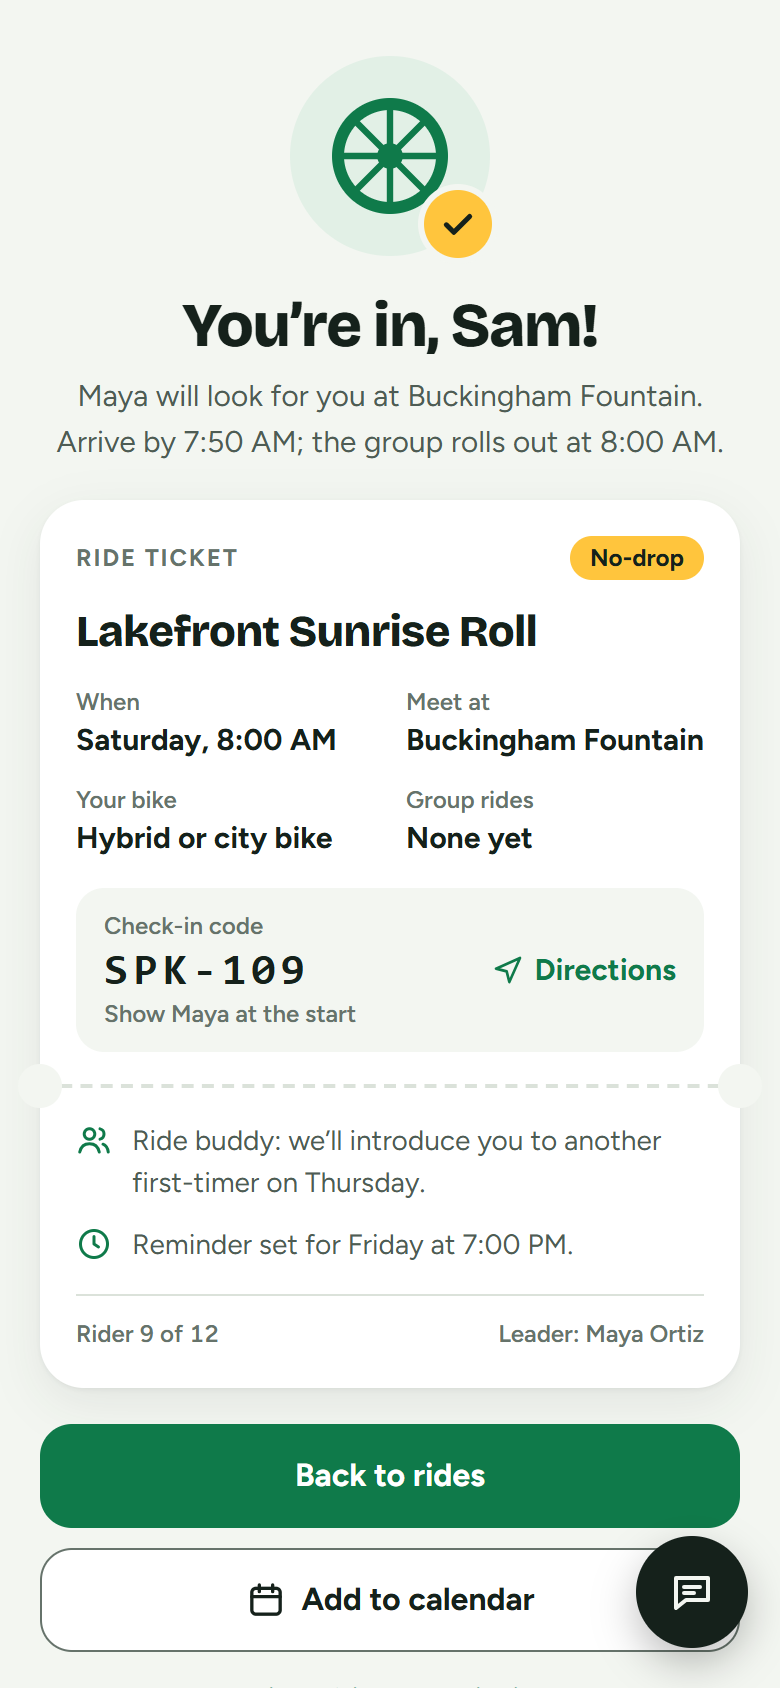 You’re in, Sam!
Maya will look for you at Buckingham Fountain.
Arrive by 7:50 AM; the group rolls out at 8:00 AM.
RIDE TICKET
No-drop
Lakefront Sunrise Roll
When
Saturday, 8:00 AM
Meet at
Buckingham Fountain
Your bike
Hybrid or city bike
Group rides
None yet
Check-in code
SPK-109
Show Maya at the start
Directions
Ride buddy: we’ll introduce you to another
first-timer on Thursday.
Reminder set for Friday at 7:00 PM.
Rider 9 of 12
Leader: Maya Ortiz
Back to rides
Add to calendar